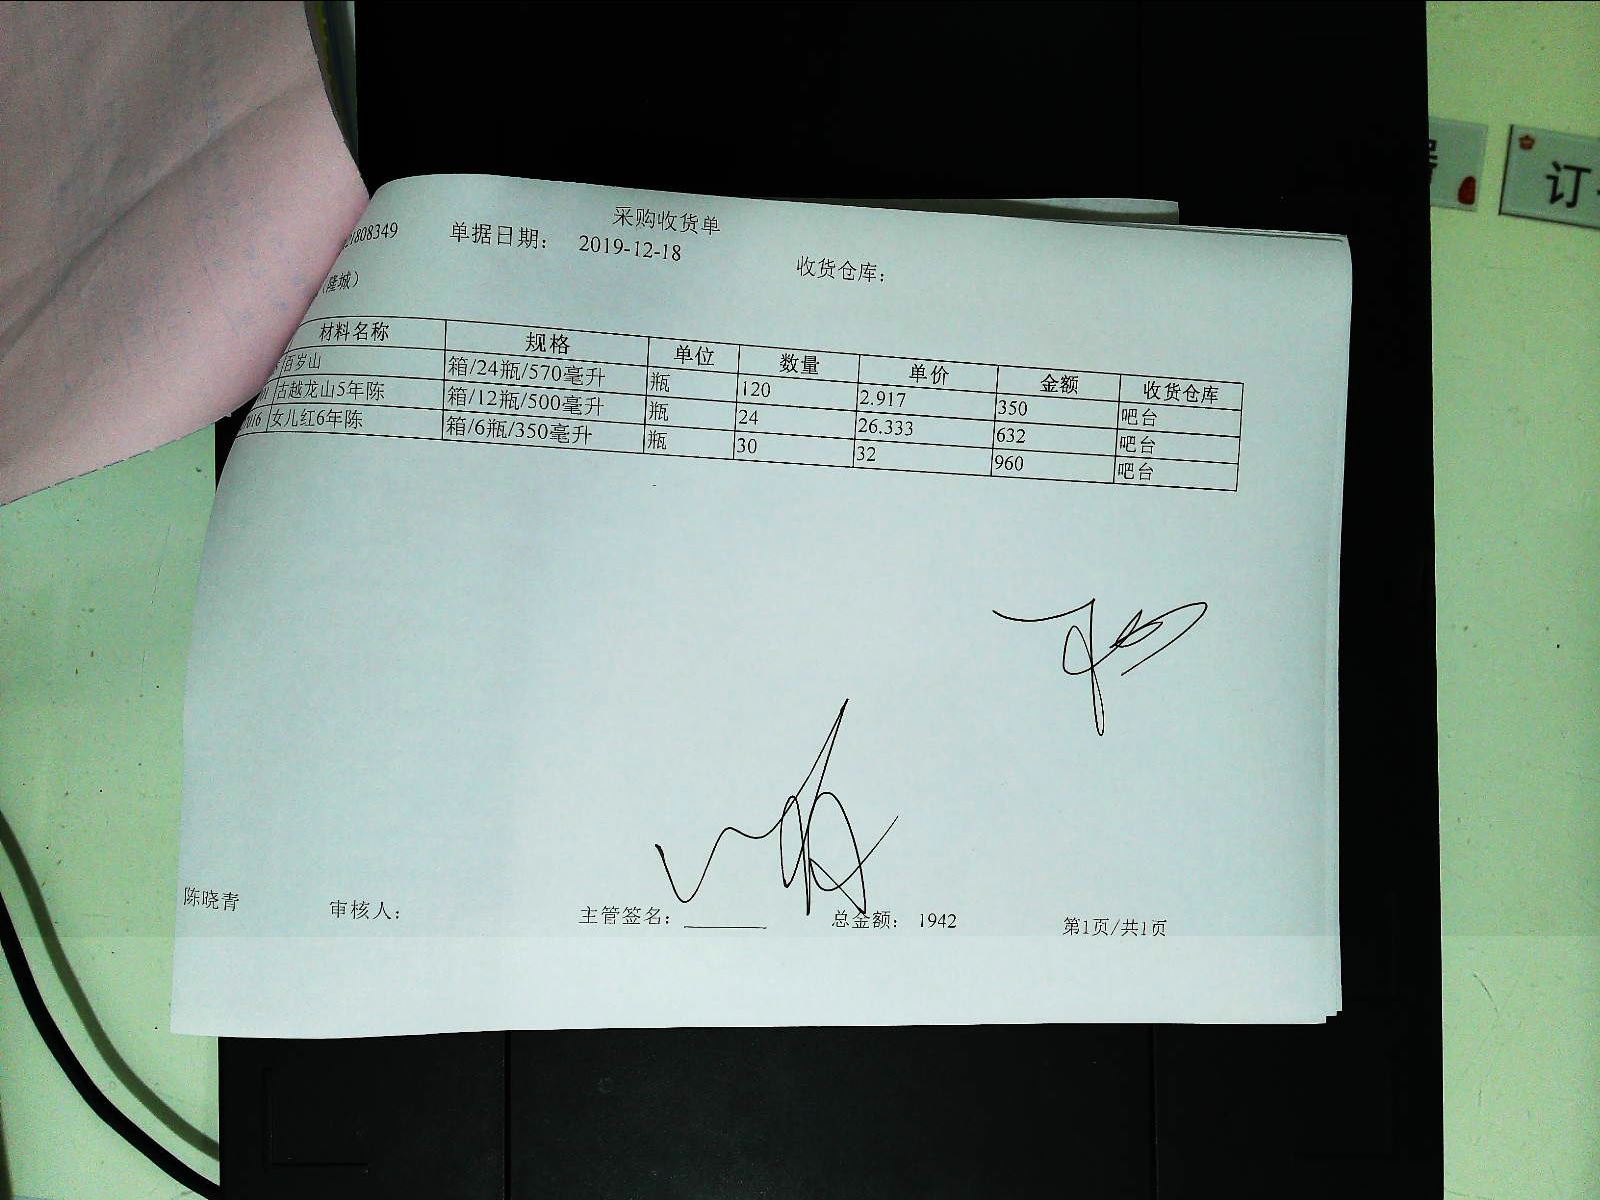 采购收货单
21808349 单据日期： 2019-12-18 收货仓库：
（隆城）
材料名称 规格 单位 数量 单价 金额 收货仓库
百岁山 箱/24瓶/570毫升 瓶 120 2.917 350 吧台
古越龙山5年陈 箱/12瓶/500毫升 瓶 24 26.333 632 吧台
016 女儿红6年陈 箱/6瓶/350毫升 瓶 30 32 960 吧台
陈晓青 审核人： 主管签名： 总金额： 1942 第1页/共1页
订